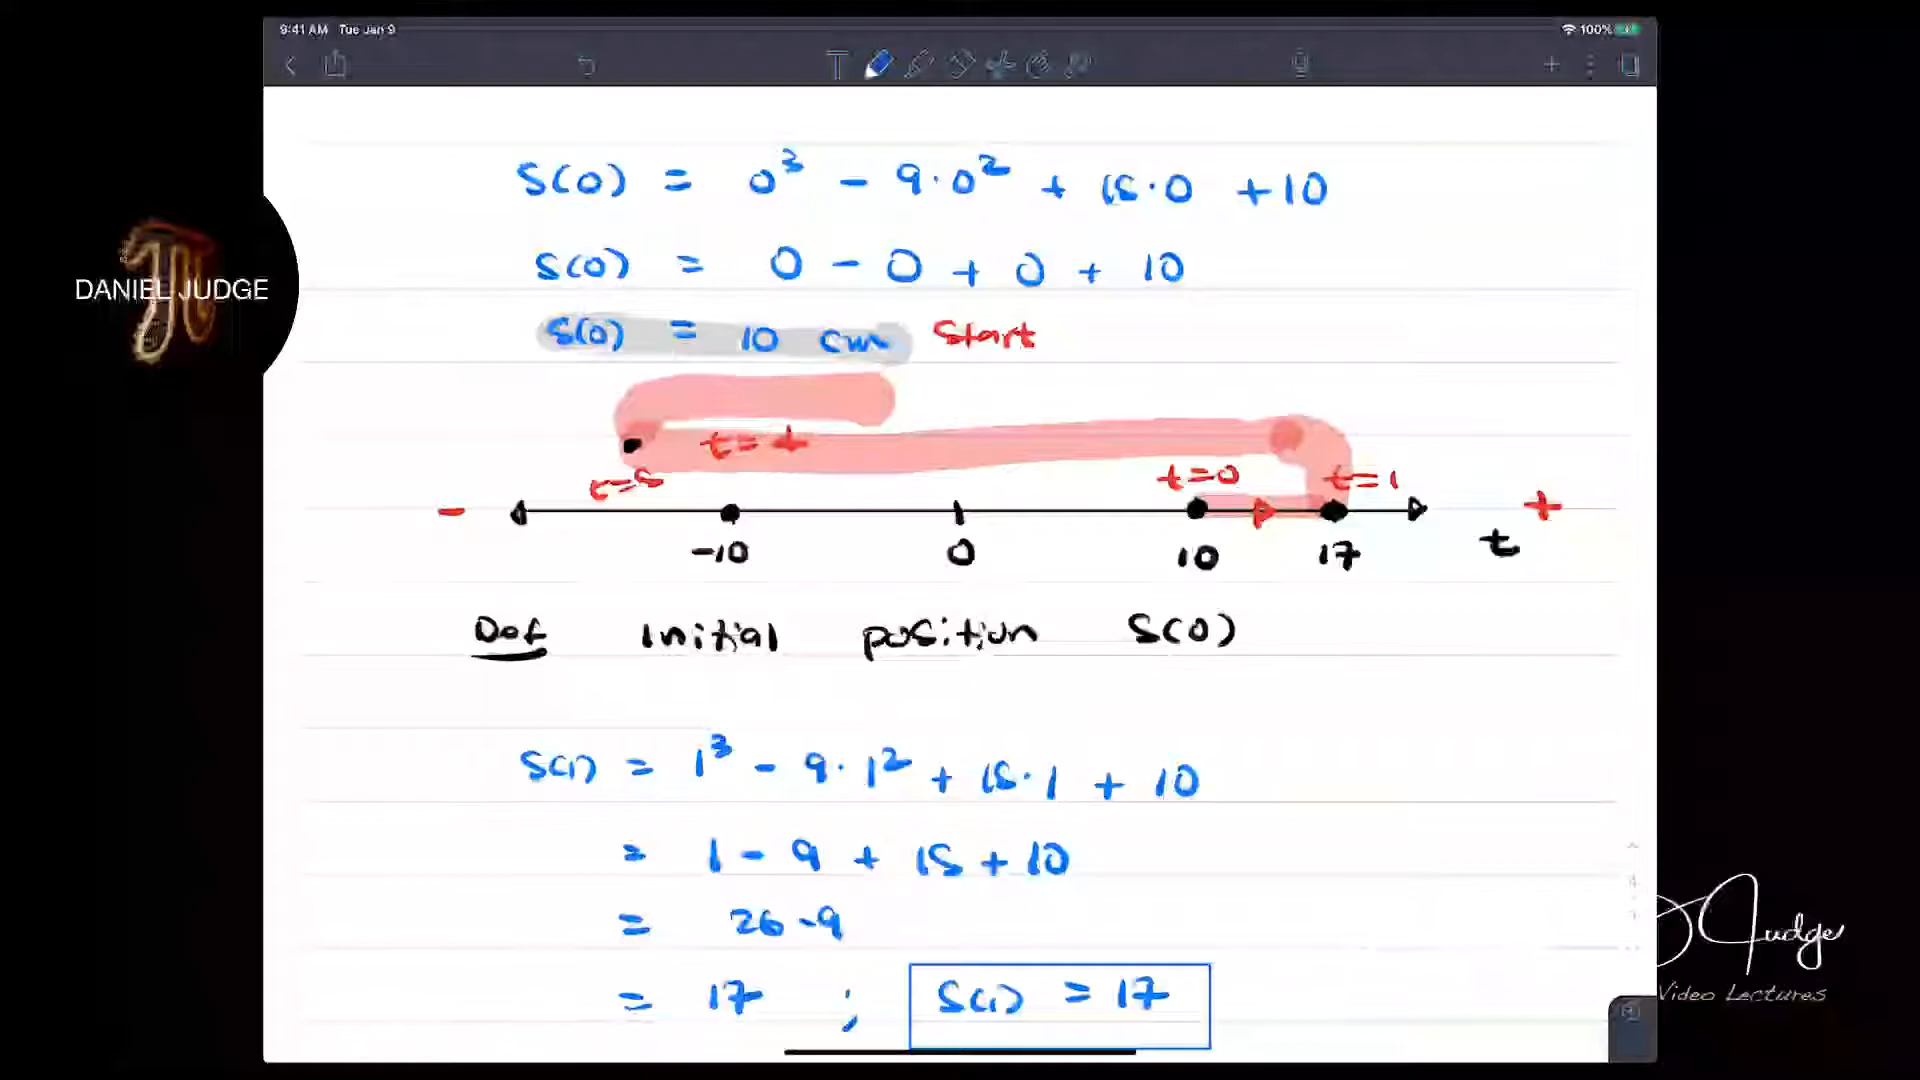 9:41 AM Tue Jan 9
100%
S(0) = 0³ - 9·0² + 15·0 + 10
S(0) = 0 - 0 + 0 + 10
S(0) = 10 cm Start
DANIEL JUDGE
t=4
t=5
t=0 t=1
- +
-10 0 10 17 t
Def Initial position S(0)
S(1) = 1³ - 9·1² + 15·1 + 10
= 1 - 9 + 15 + 10
= 26 - 9
= 17 ; S(1) = 17
Judge
Video Lectures